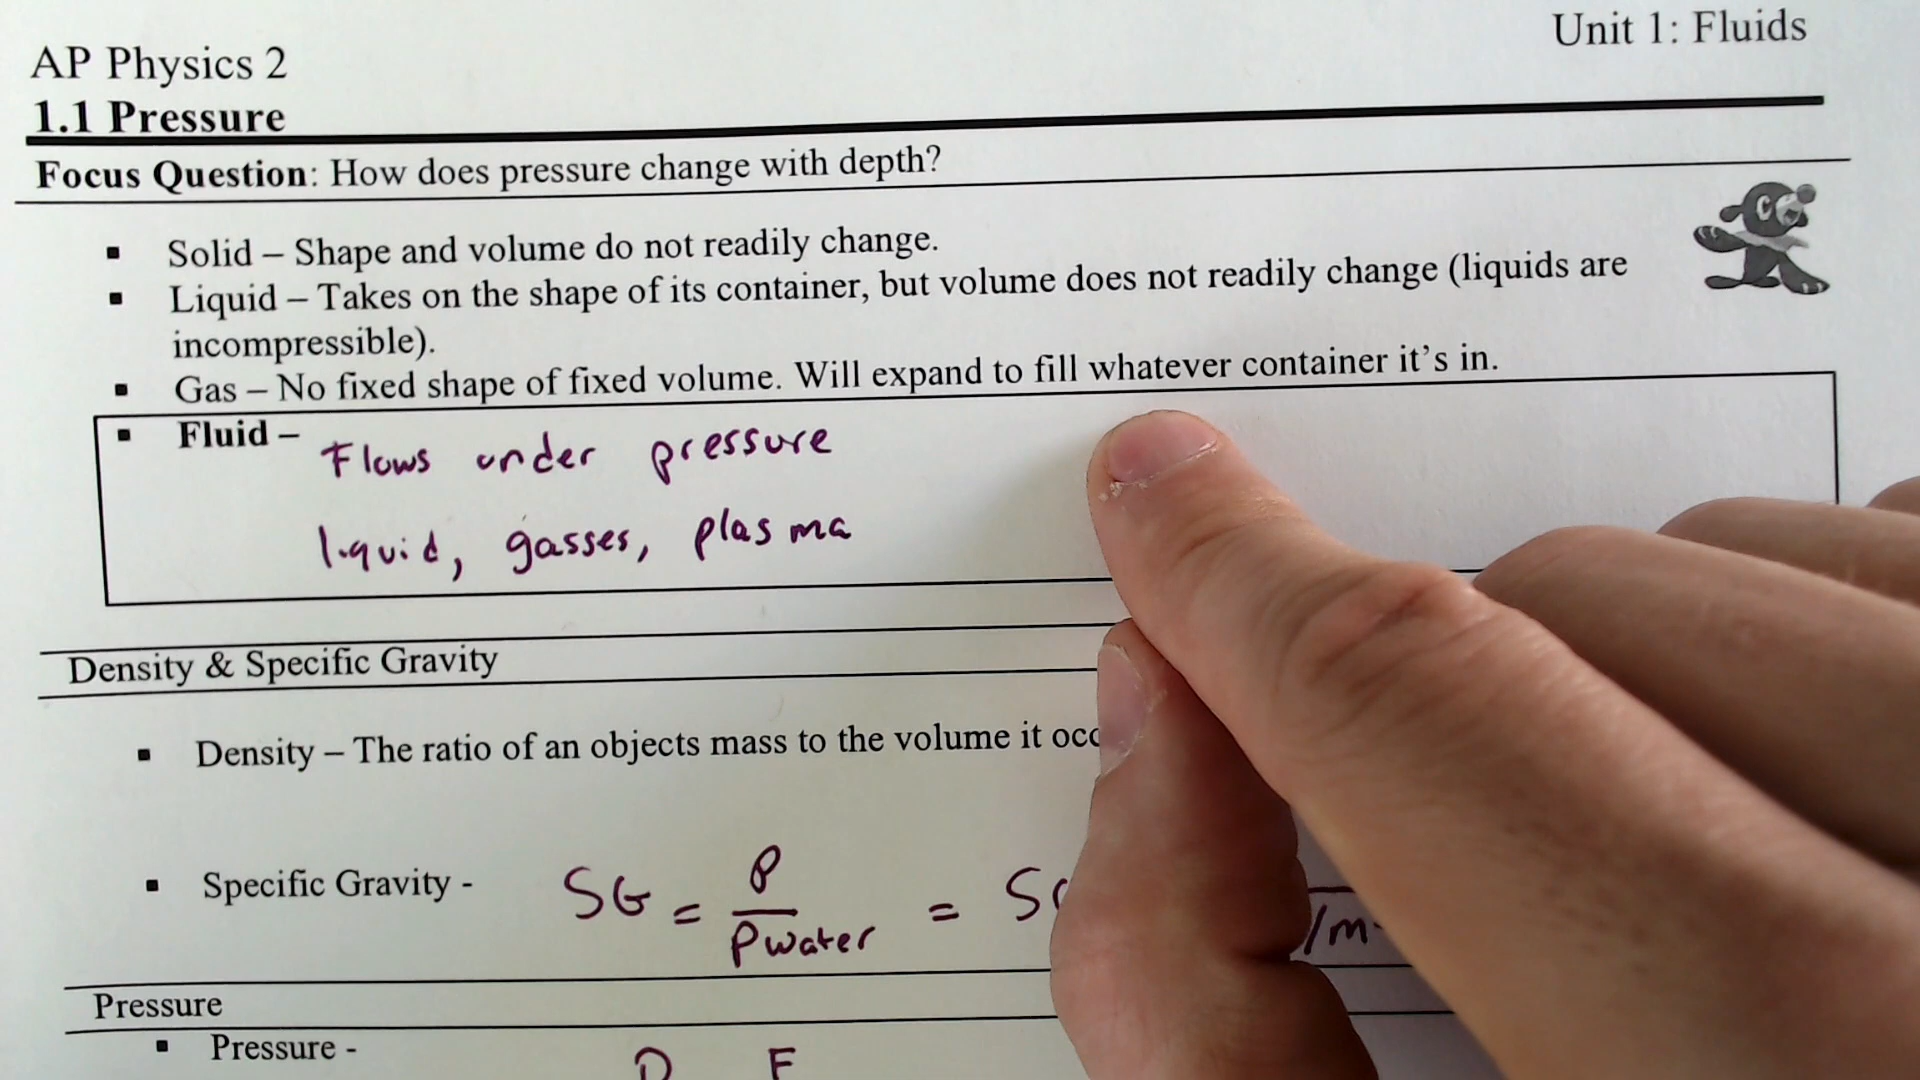 Unit 1: Fluids
AP Physics 2
1.1 Pressure
Focus Question: How does pressure change with depth?
▪ Solid – Shape and volume do not readily change.
▪ Liquid – Takes on the shape of its container, but volume does not readily change (liquids are
incompressible).
▪ Gas – No fixed shape of fixed volume. Will expand to fill whatever container it's in.
▪ Fluid – Flows under pressure
liquid, gasses, plasma
Density & Specific Gravity
▪ Density – The ratio of an objects mass to the volume it
▪ Specific Gravity - SG = ρ / ρwater =
Pressure
▪ Pressure -